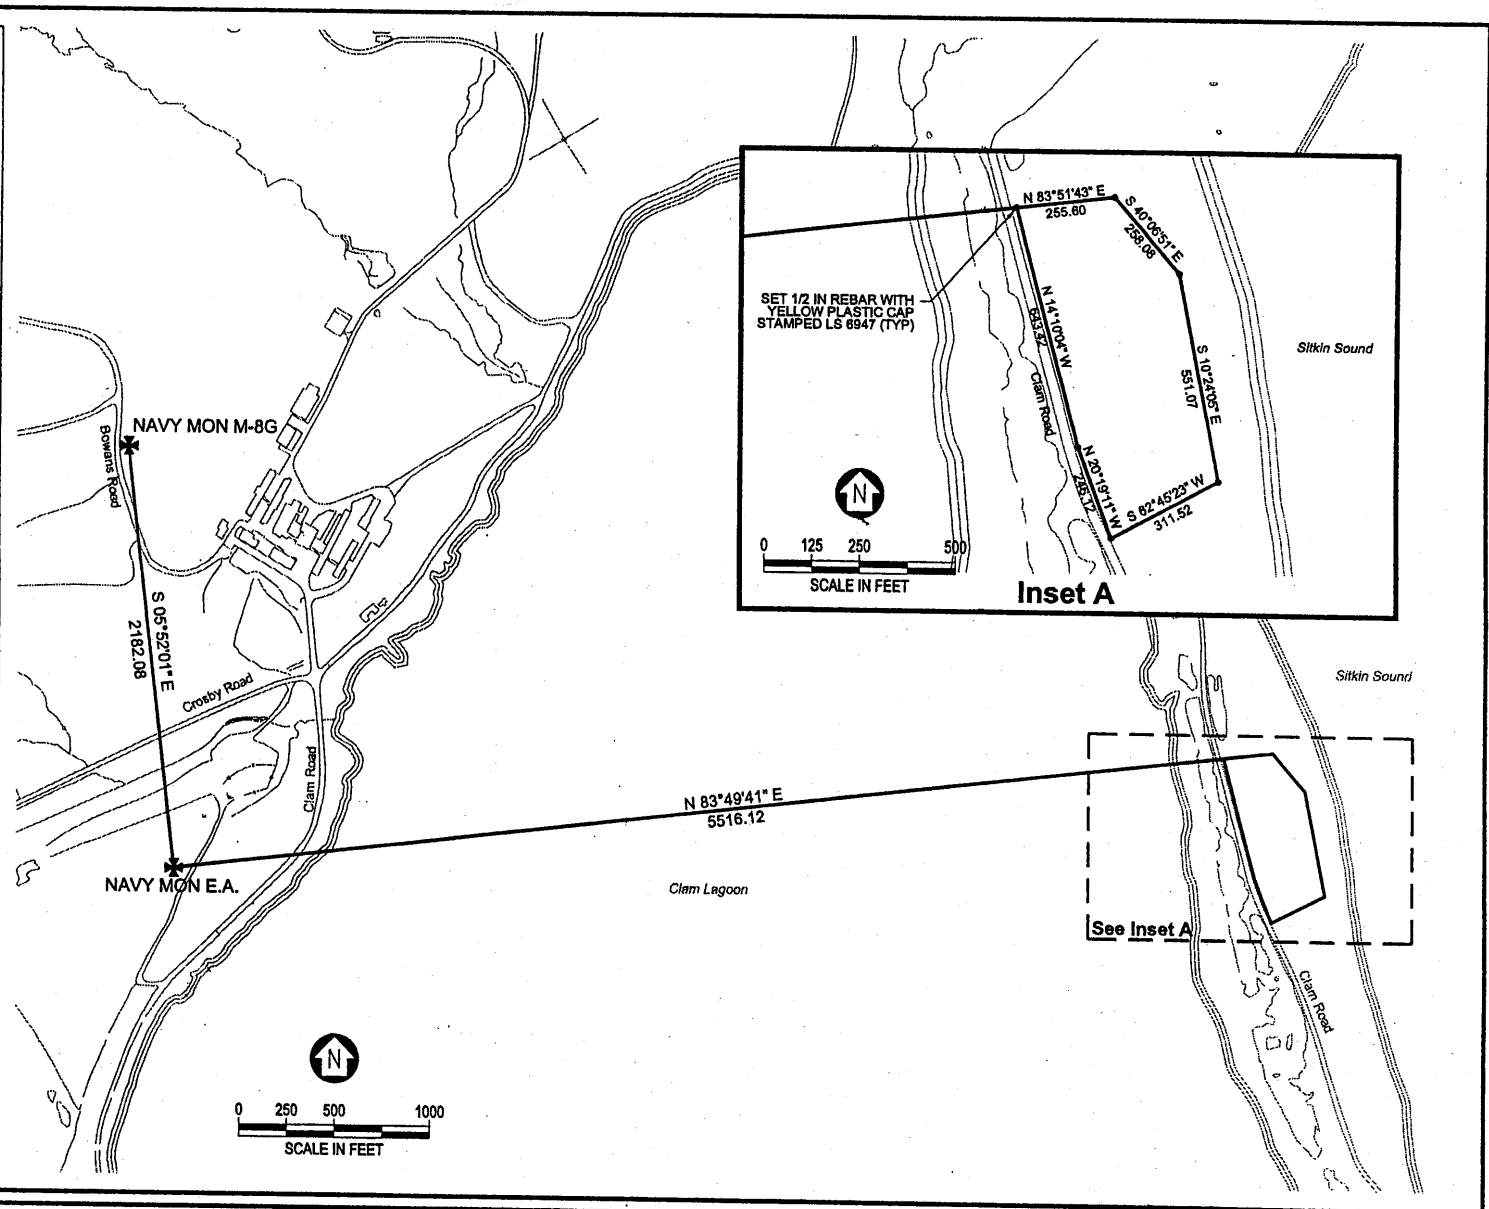 N 83°51'43" E
255.60
S 40°06'51" E
258.08
SET 1/2 IN REBAR WITH
YELLOW PLASTIC CAP
STAMPED LS 6947 (TYP)
N 14°10'04" W
643.42
Clam Road
S 10°24'05" E
551.07
Sitkin Sound
N 20°19'11" W
246.12
S 62°45'23" W
311.52
N
0 125 250 500
SCALE IN FEET
Inset A
NAVY MON M-8G
Bowans Road
S 05°52'01" E
2182.08
Crosby Road
Clam Road
NAVY MON E.A.
N 83°49'41" E
5516.12
Clam Lagoon
Sitkin Sound
See Inset A
Clam Road
N
0 250 500 1000
SCALE IN FEET